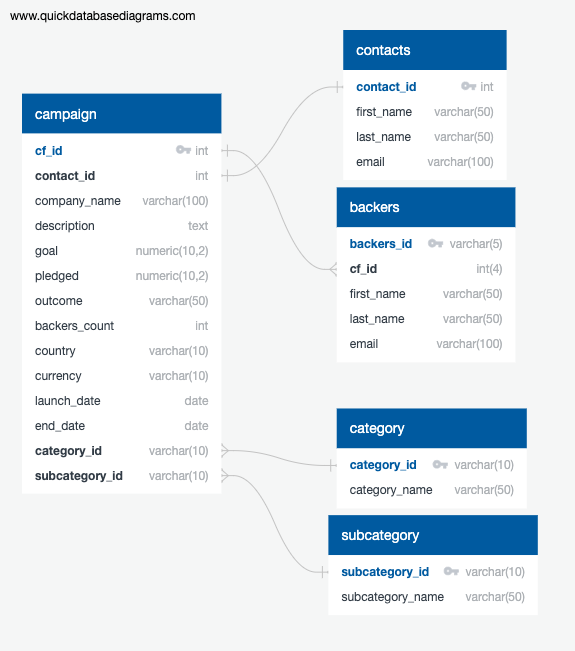 www.quickdatabasediagrams.com
campaign
cf_id int
contact_id int
company_name varchar(100)
description text
goal numeric(10,2)
pledged numeric(10,2)
outcome varchar(50)
backers_count int
country varchar(10)
currency varchar(10)
launch_date date
end_date date
category_id varchar(10)
subcategory_id varchar(10)
contacts
contact_id int
first_name varchar(50)
last_name varchar(50)
email varchar(100)
backers
backers_id varchar(5)
cf_id int(4)
first_name varchar(50)
last_name varchar(50)
email varchar(100)
category
category_id varchar(10)
category_name varchar(50)
subcategory
subcategory_id varchar(10)
subcategory_name varchar(50)